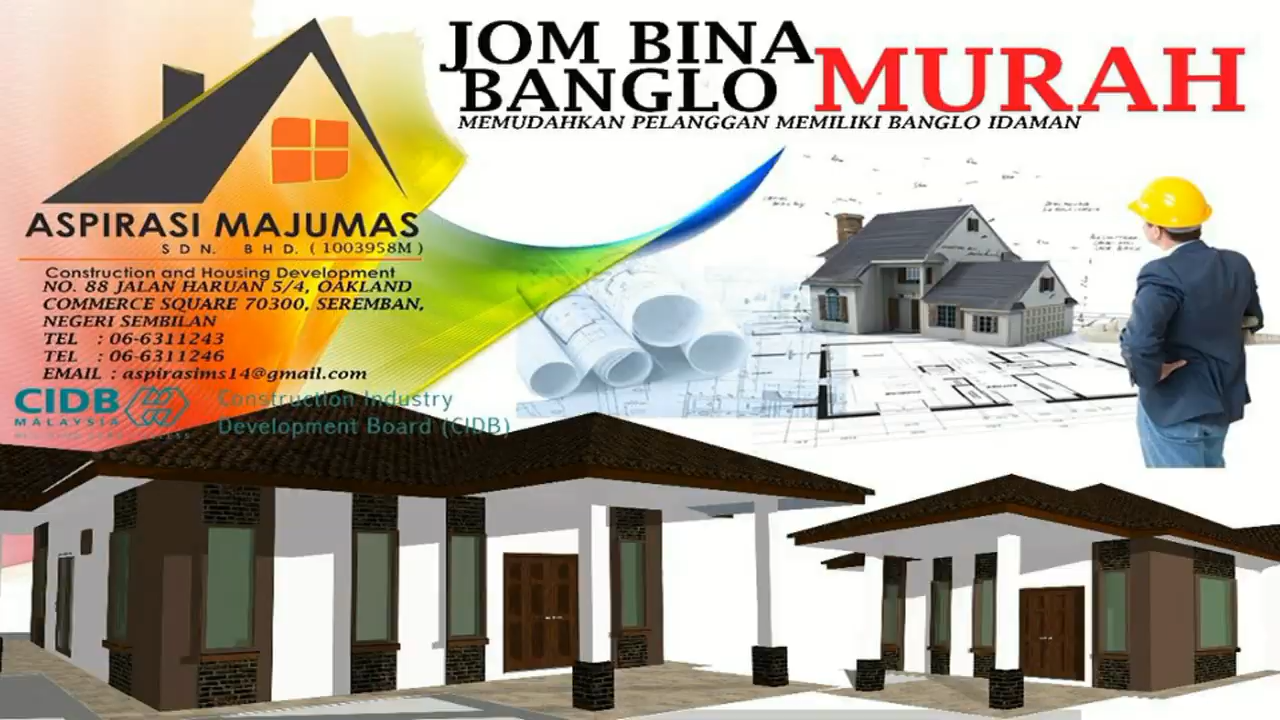 JOM BINA
BANGLO MURAH
MEMUDAHKAN PELANGGAN MEMILIKI BANGLO IDAMAN
ASPIRASI MAJUMAS
SDN. BHD. (1003958M)
Construction and Housing Development
NO. 88 JALAN HARUAN 5/4, OAKLAND
COMMERCE SQUARE 70300, SEREMBAN,
NEGERI SEMBILAN
TEL : 06-6311243
TEL : 06-6311246
EMAIL : aspirasims14@gmail.com
CIDB
MALAYSIA
Construction Industry
Development Board (CIDB)